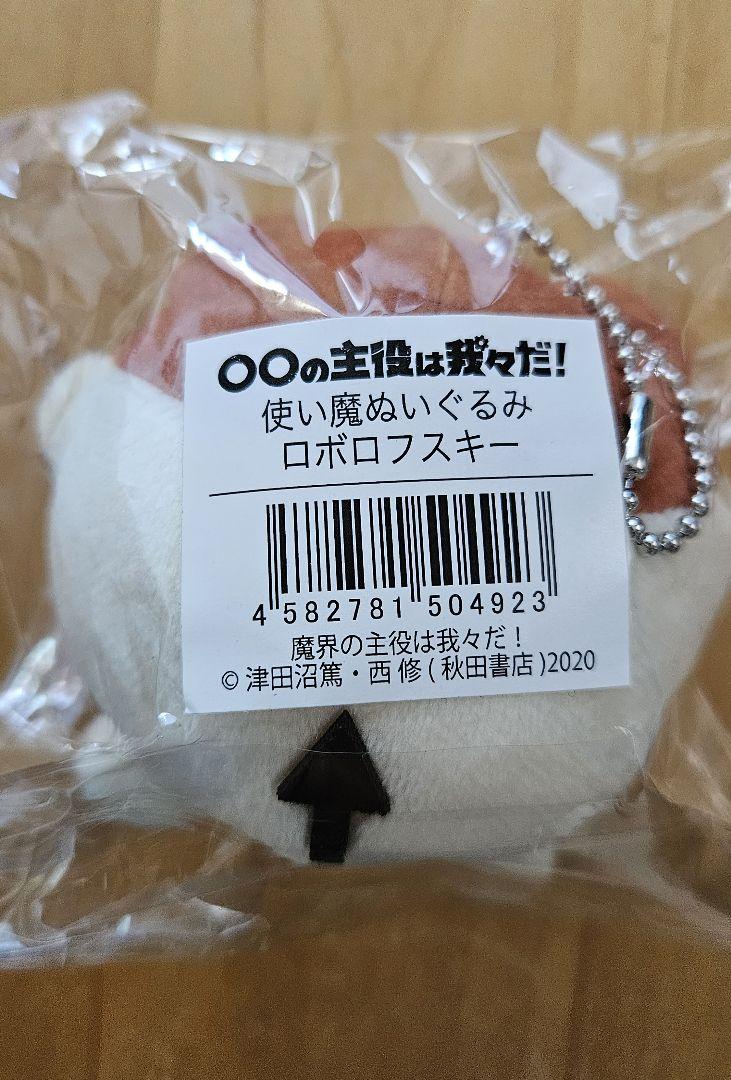 〇〇の主役は我々だ!
使い魔ぬいぐるみ
ロボロフスキー
4 582781 504923
魔界の主役は我々だ!
© 津田沼篤・西 修 ( 秋田書店 )2020